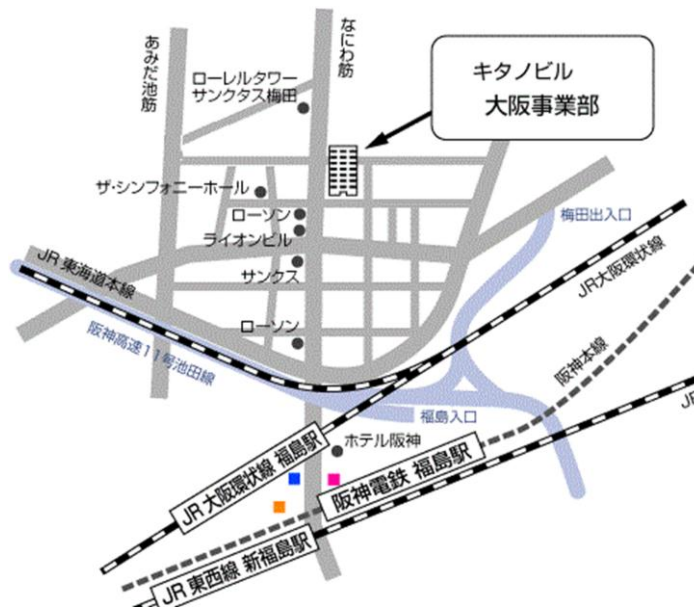 あみだ池筋
なにわ筋
ローレルタワー
サンクタス梅田
キタノビル
大阪事業部
ザ・シンフォニーホール
ローソン
ライオンビル
梅田出入口
サンクス
JR東海道本線
JR大阪環状線
阪神高速11号池田線
ローソン
阪神本線
福島入口
JR
ホテル阪神
JR大阪環状線 福島駅
阪神電鉄 福島駅
JR東西線 新福島駅